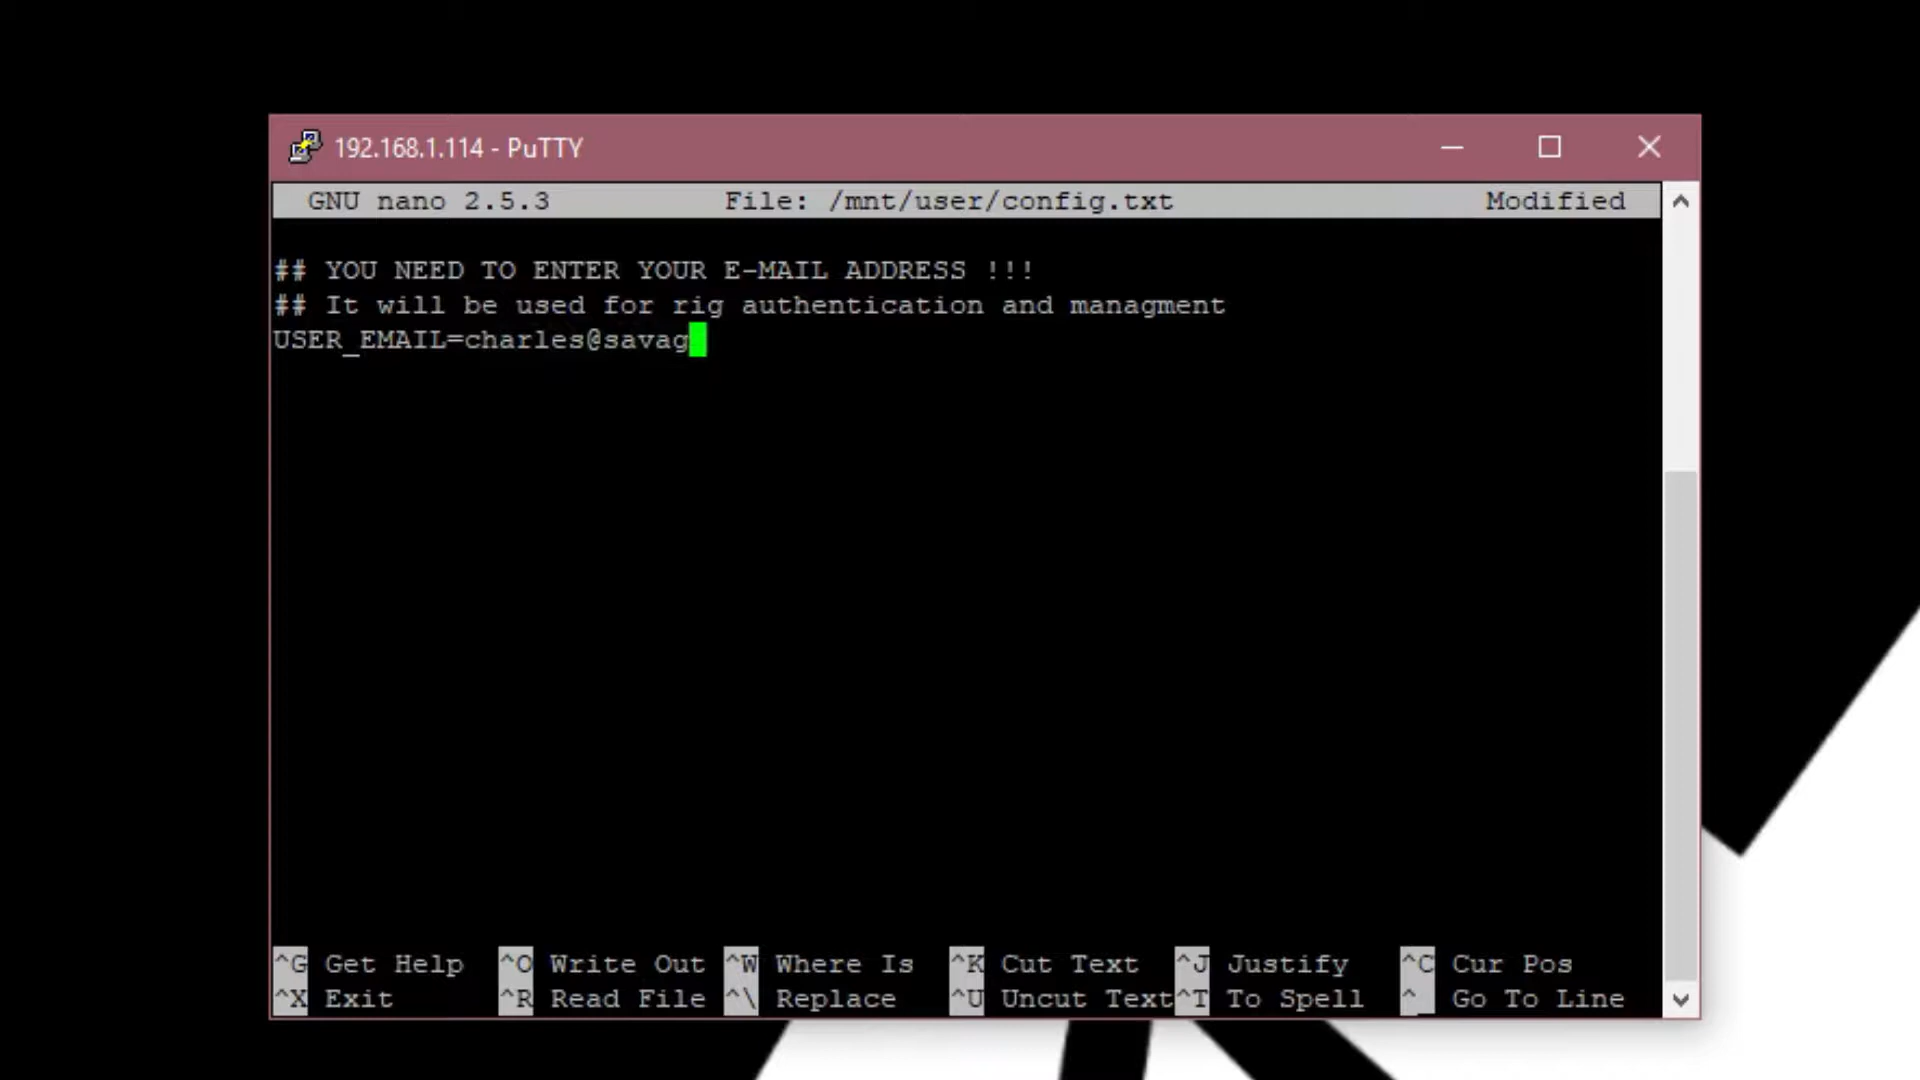 192.168.1.114 - PuTTY
GNU nano 2.5.3 File: /mnt/user/config.txt Modified
## YOU NEED TO ENTER YOUR E-MAIL ADDRESS !!!
## It will be used for rig authentication and managment
USER_EMAIL=charles@savag
^G Get Help ^O Write Out ^W Where Is ^K Cut Text ^J Justify ^C Cur Pos
^X Exit ^R Read File ^\ Replace ^U Uncut Text ^T To Spell ^_ Go To Line